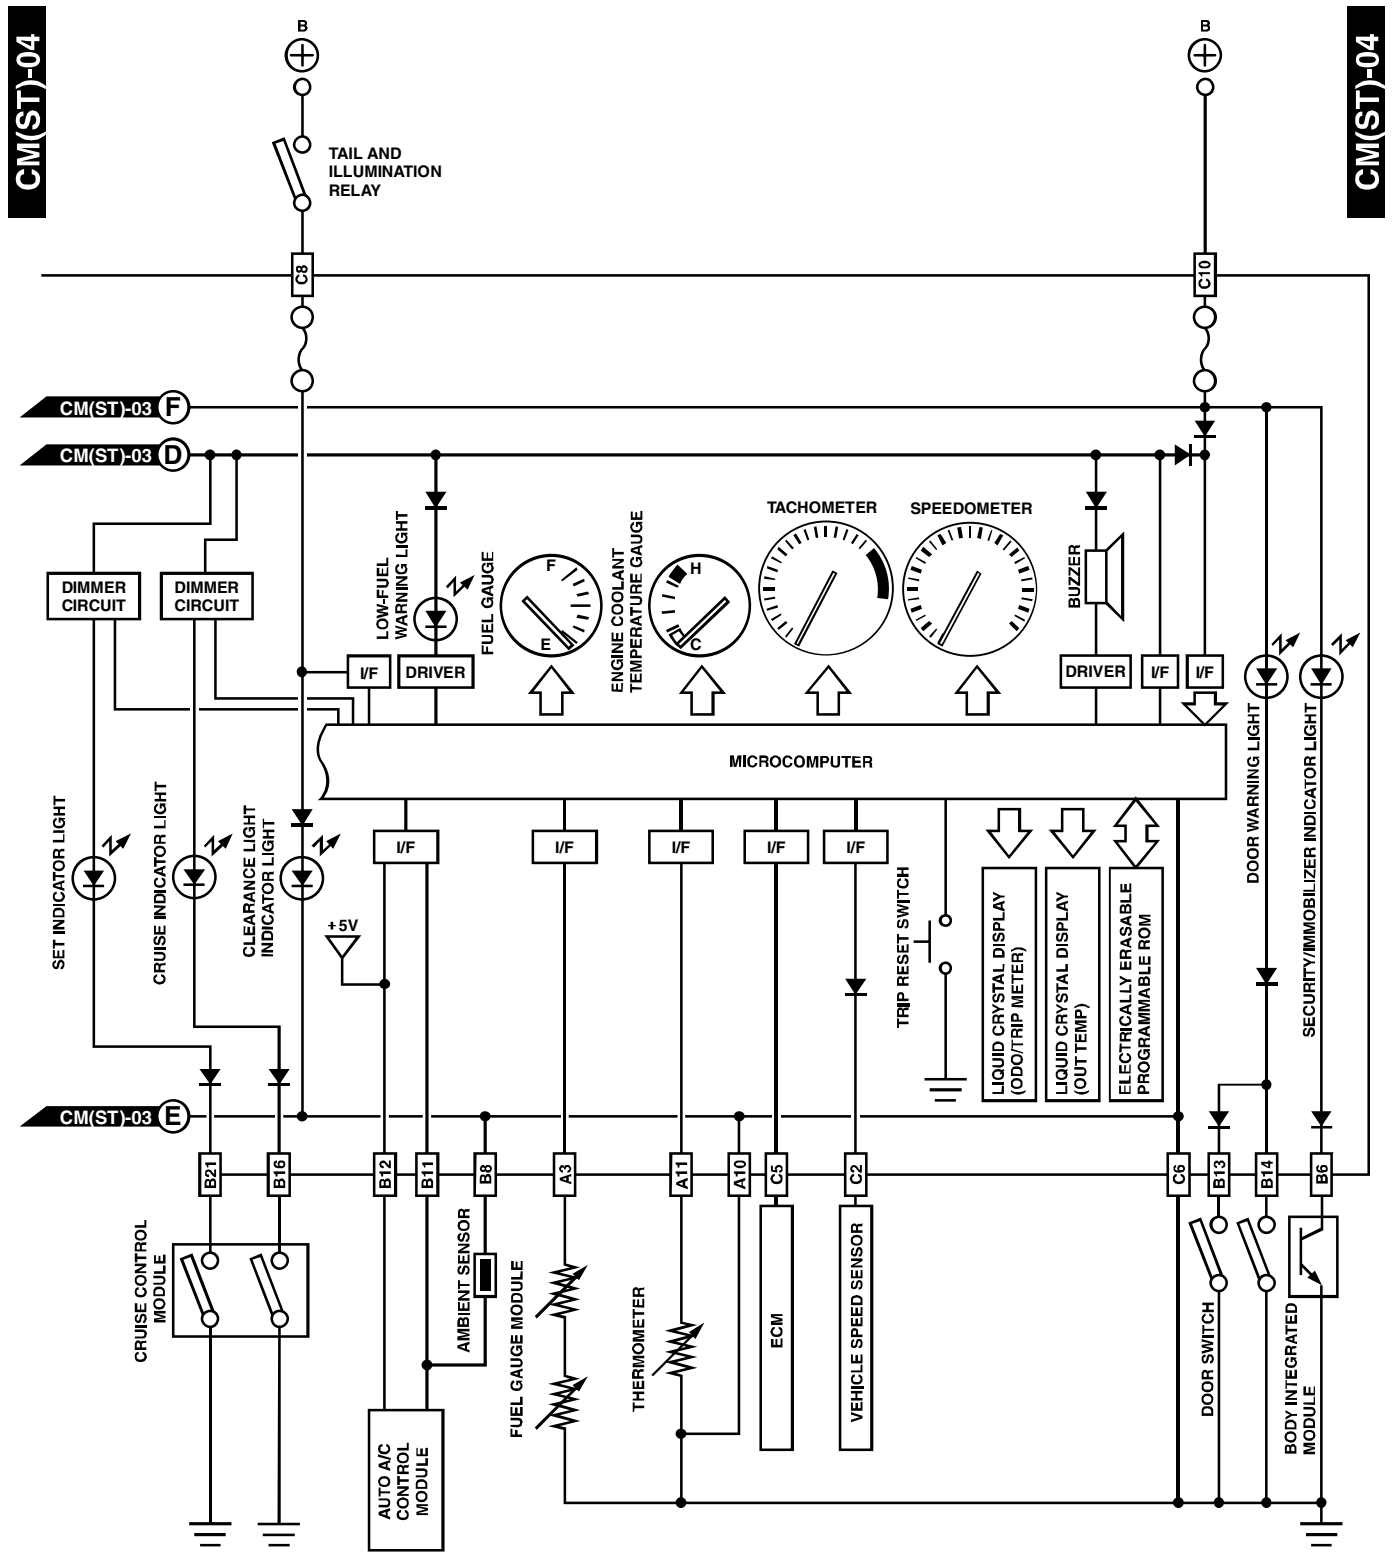 CM(ST)-04
CM(ST)-04
B
B
TAIL AND
ILLUMINATION
RELAY
C8
C10
CM(ST)-03 F
CM(ST)-03 D
DIMMER
CIRCUIT
DIMMER
CIRCUIT
LOW-FUEL
WARNING LIGHT
FUEL GAUGE
F
E
ENGINE COOLANT
TEMPERATURE GAUGE
H
C
TACHOMETER
SPEEDOMETER
BUZZER
I/F
DRIVER
DRIVER
I/F
I/F
MICROCOMPUTER
DOOR WARNING LIGHT
SECURITY/IMMOBILIZER INDICATOR LIGHT
SET INDICATOR LIGHT
CRUISE INDICATOR LIGHT
CLEARANCE LIGHT
INDICATOR LIGHT
I/F
I/F
I/F
I/F
I/F
+5V
TRIP RESET SWITCH
LIQUID CRYSTAL DISPLAY
(ODO/TRIP METER)
LIQUID CRYSTAL DISPLAY
(OUT TEMP)
ELECTRICALLY ERASABLE
PROGRAMMABLE ROM
CM(ST)-03 E
B21
B16
B12
B11
B8
A3
A11
A10
C5
C2
C6
B13
B14
B6
CRUISE CONTROL
MODULE
AUTO A/C
CONTROL
MODULE
AMBIENT SENSOR
FUEL GAUGE MODULE
THERMOMETER
ECM
VEHICLE SPEED SENSOR
DOOR SWITCH
BODY INTEGRATED
MODULE